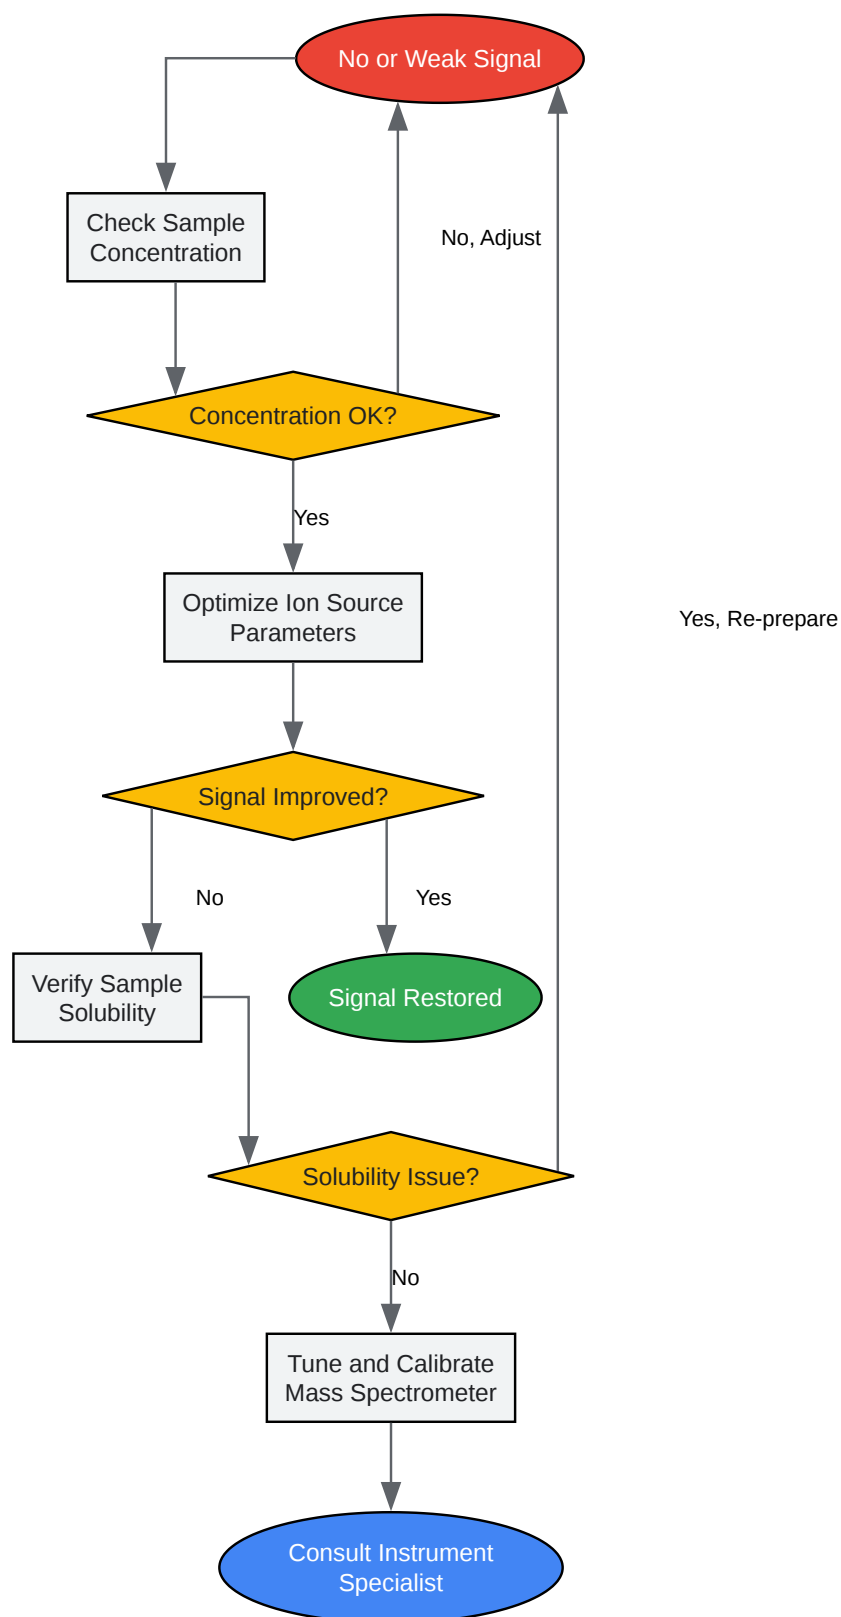 No or Weak Signal
Check Sample
Concentration
No, Adjust
Concentration OK?
Yes
Optimize Ion Source
Parameters
Yes, Re-prepare
Signal Improved?
No
Yes
Verify Sample
Solubility
Signal Restored
Solubility Issue?
No
Tune and Calibrate
Mass Spectrometer
Consult Instrument
Specialist